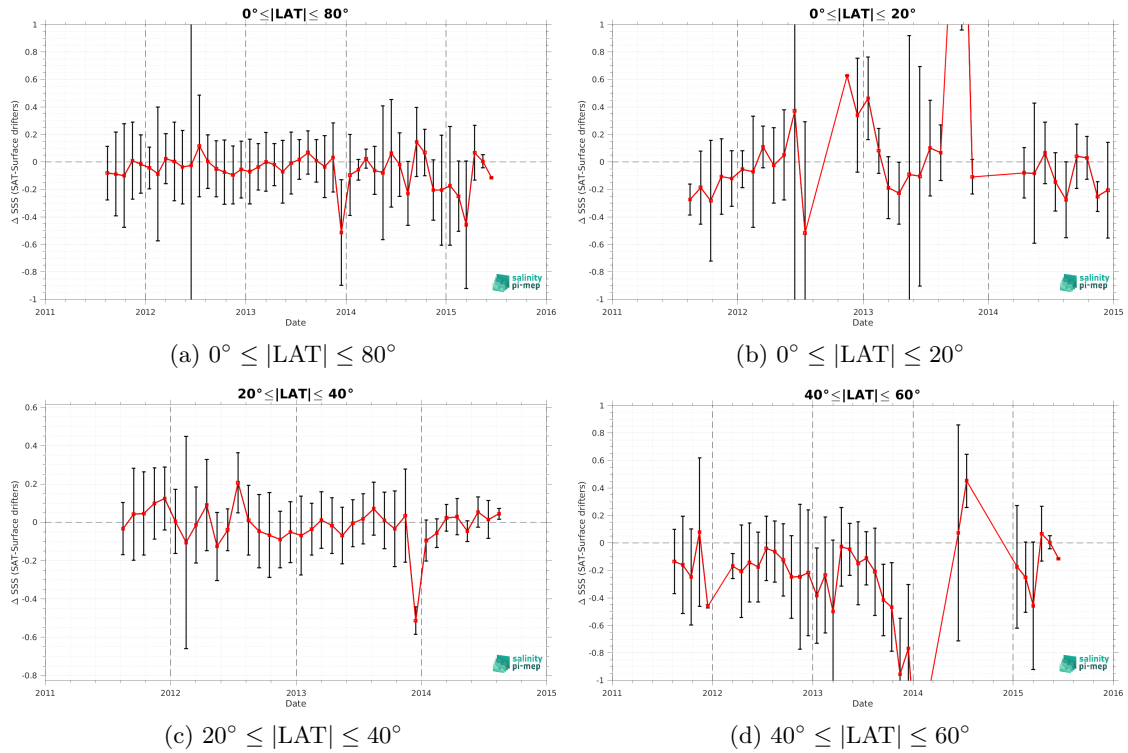 0°≤|LAT|≤ 80°
Δ SSS (SAT-Surface drifters)
1
0.8
0.6
0.4
0.2
0
-0.2
-0.4
-0.6
-0.8
-1
2011
2012
2013
2014
2015
2016
Date
salinity
pi-mep
(a) 0° ≤ |LAT| ≤ 80°
0°≤|LAT|≤ 20°
Δ SSS (SAT-Surface drifters)
1
0.8
0.6
0.4
0.2
0
-0.2
-0.4
-0.6
-0.8
-1
2011
2012
2013
2014
2015
Date
salinity
pi-mep
(b) 0° ≤ |LAT| ≤ 20°
20°≤|LAT|≤ 40°
Δ SSS (SAT-Surface drifters)
0.6
0.4
0.2
0
-0.2
-0.4
-0.6
-0.8
2011
2012
2013
2014
2015
Date
salinity
pi-mep
(c) 20° ≤ |LAT| ≤ 40°
40°≤|LAT|≤ 60°
Δ SSS (SAT-Surface drifters)
1
0.8
0.6
0.4
0.2
0
-0.2
-0.4
-0.6
-0.8
-1
2011
2012
2013
2014
2015
2016
Date
salinity
pi-mep
(d) 40° ≤ |LAT| ≤ 60°